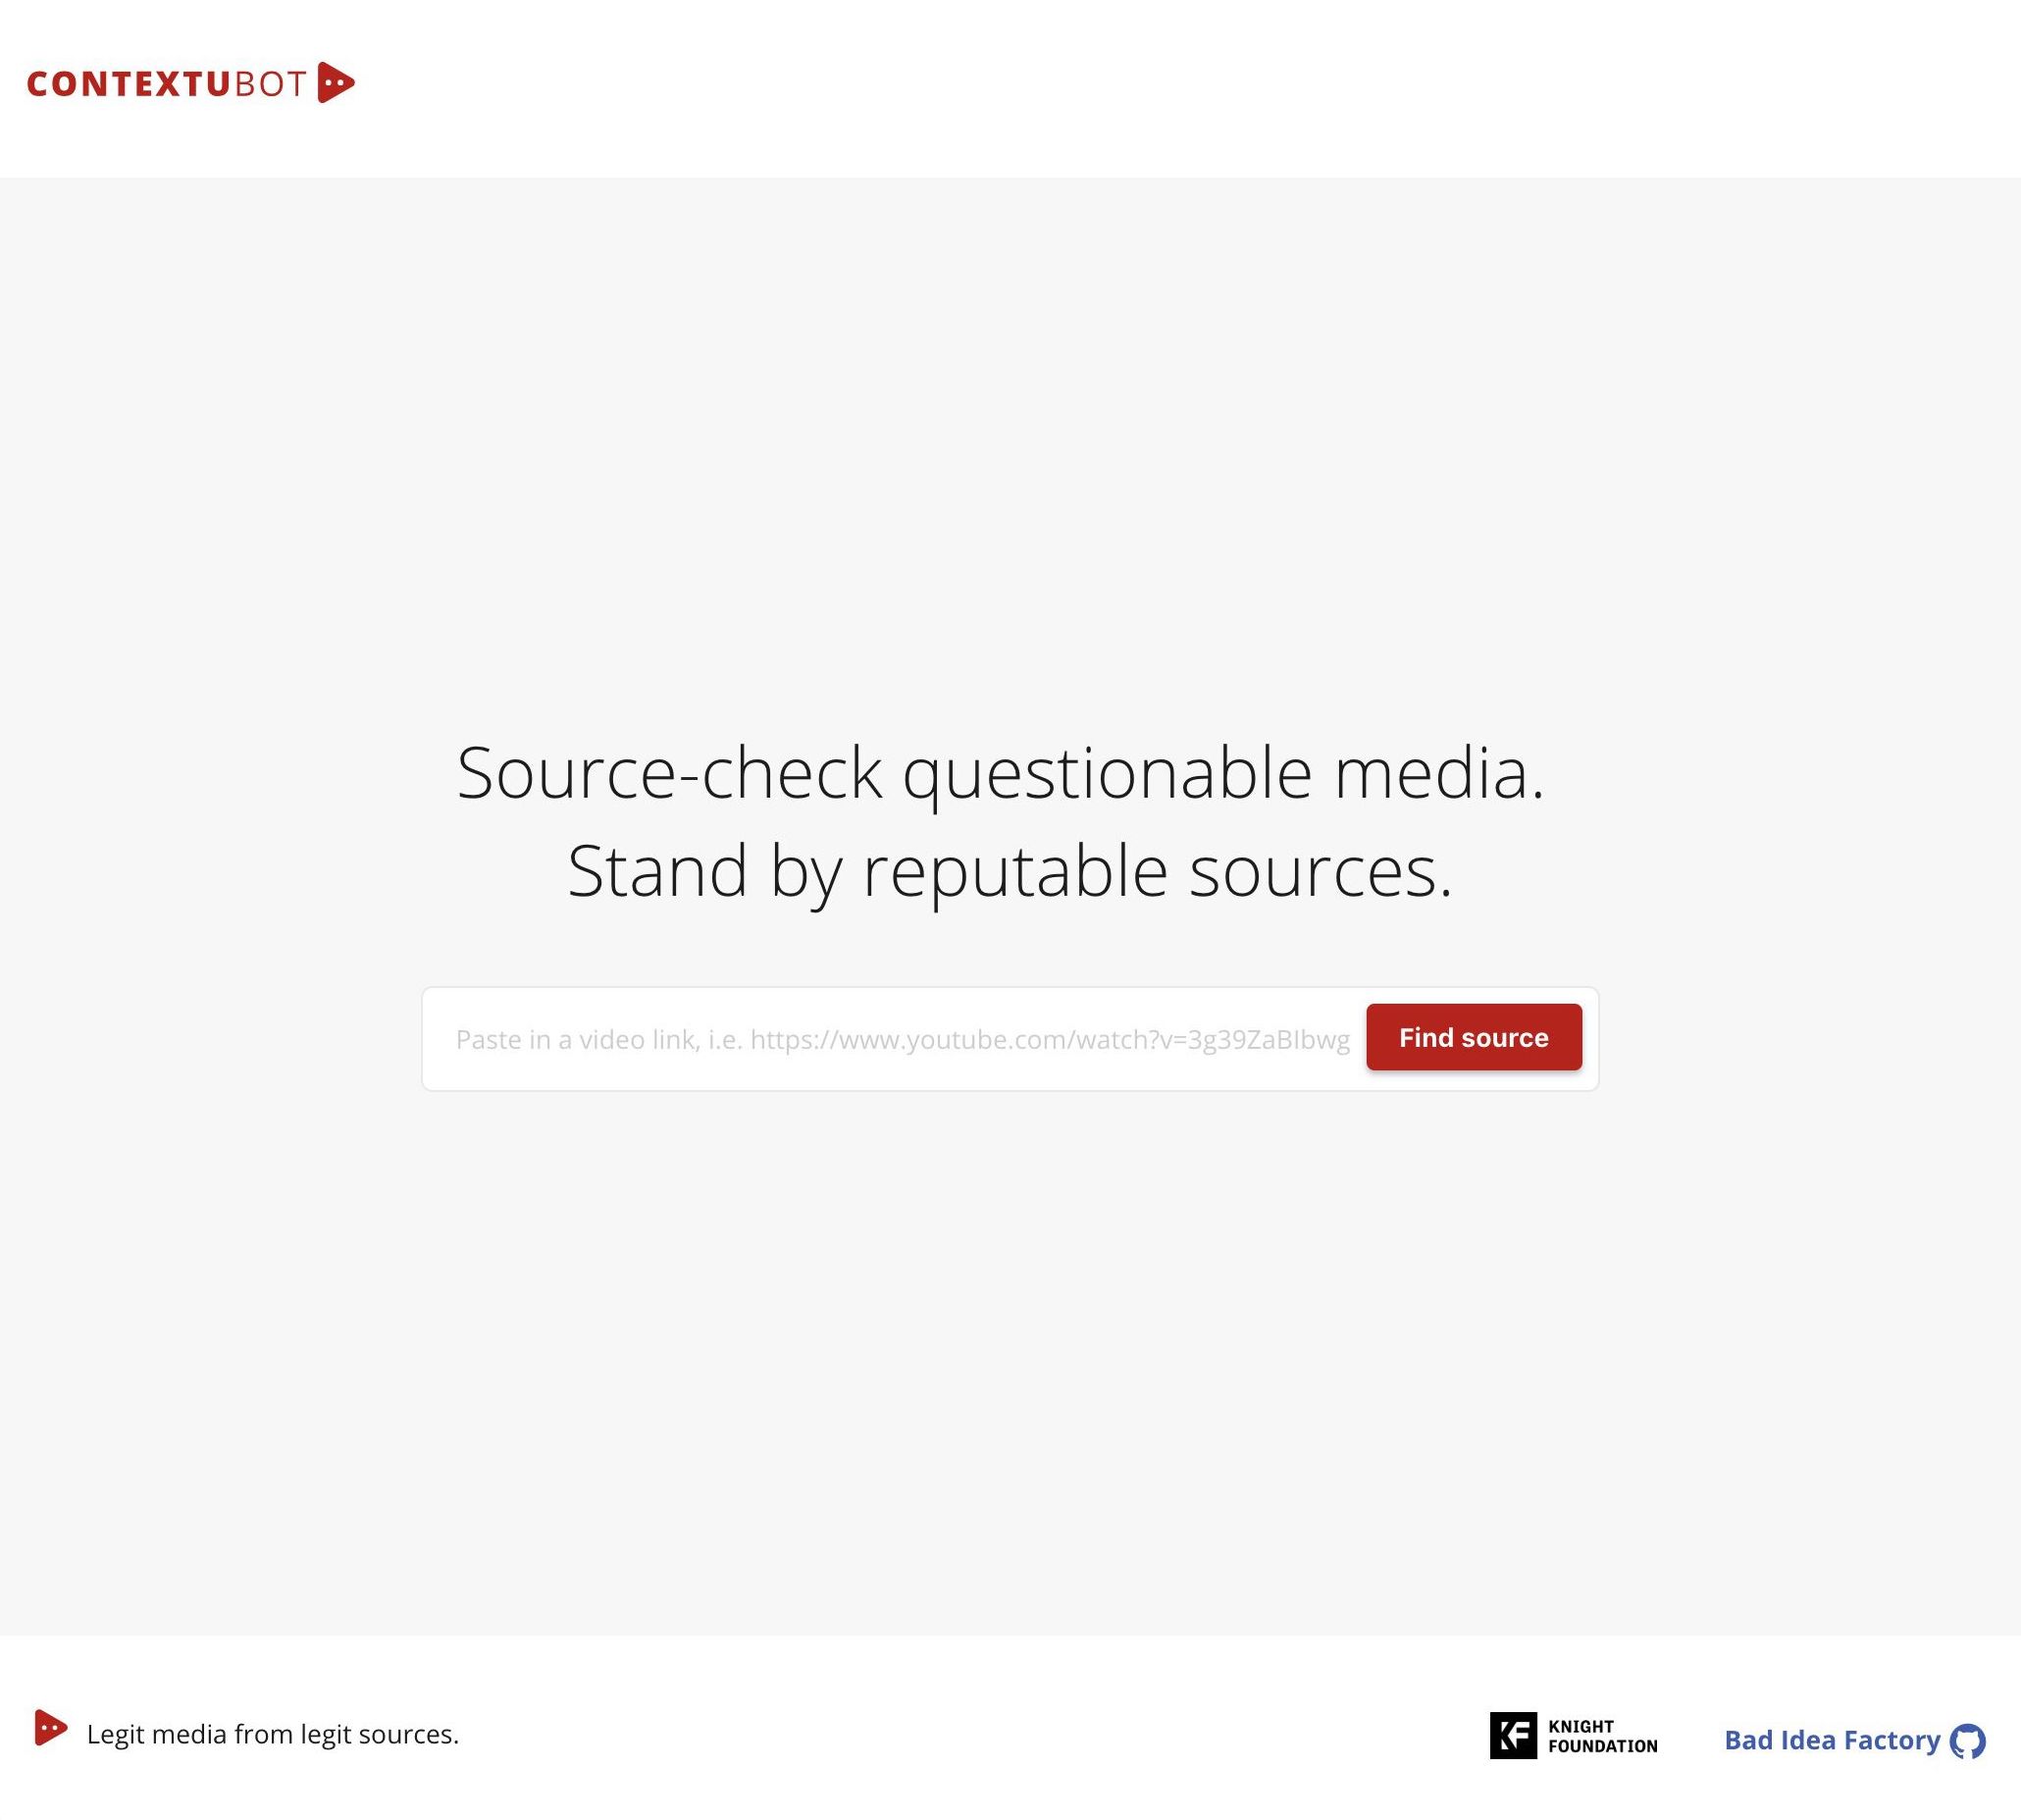 CONTEXTUBOT
Source-check questionable media.
Stand by reputable sources.
Paste in a video link, i.e. https://www.youtube.com/watch?v=3g39ZaBIbwg
Find source
Legit media from legit sources.
KF
KNIGHT
FOUNDATION
Bad Idea Factory